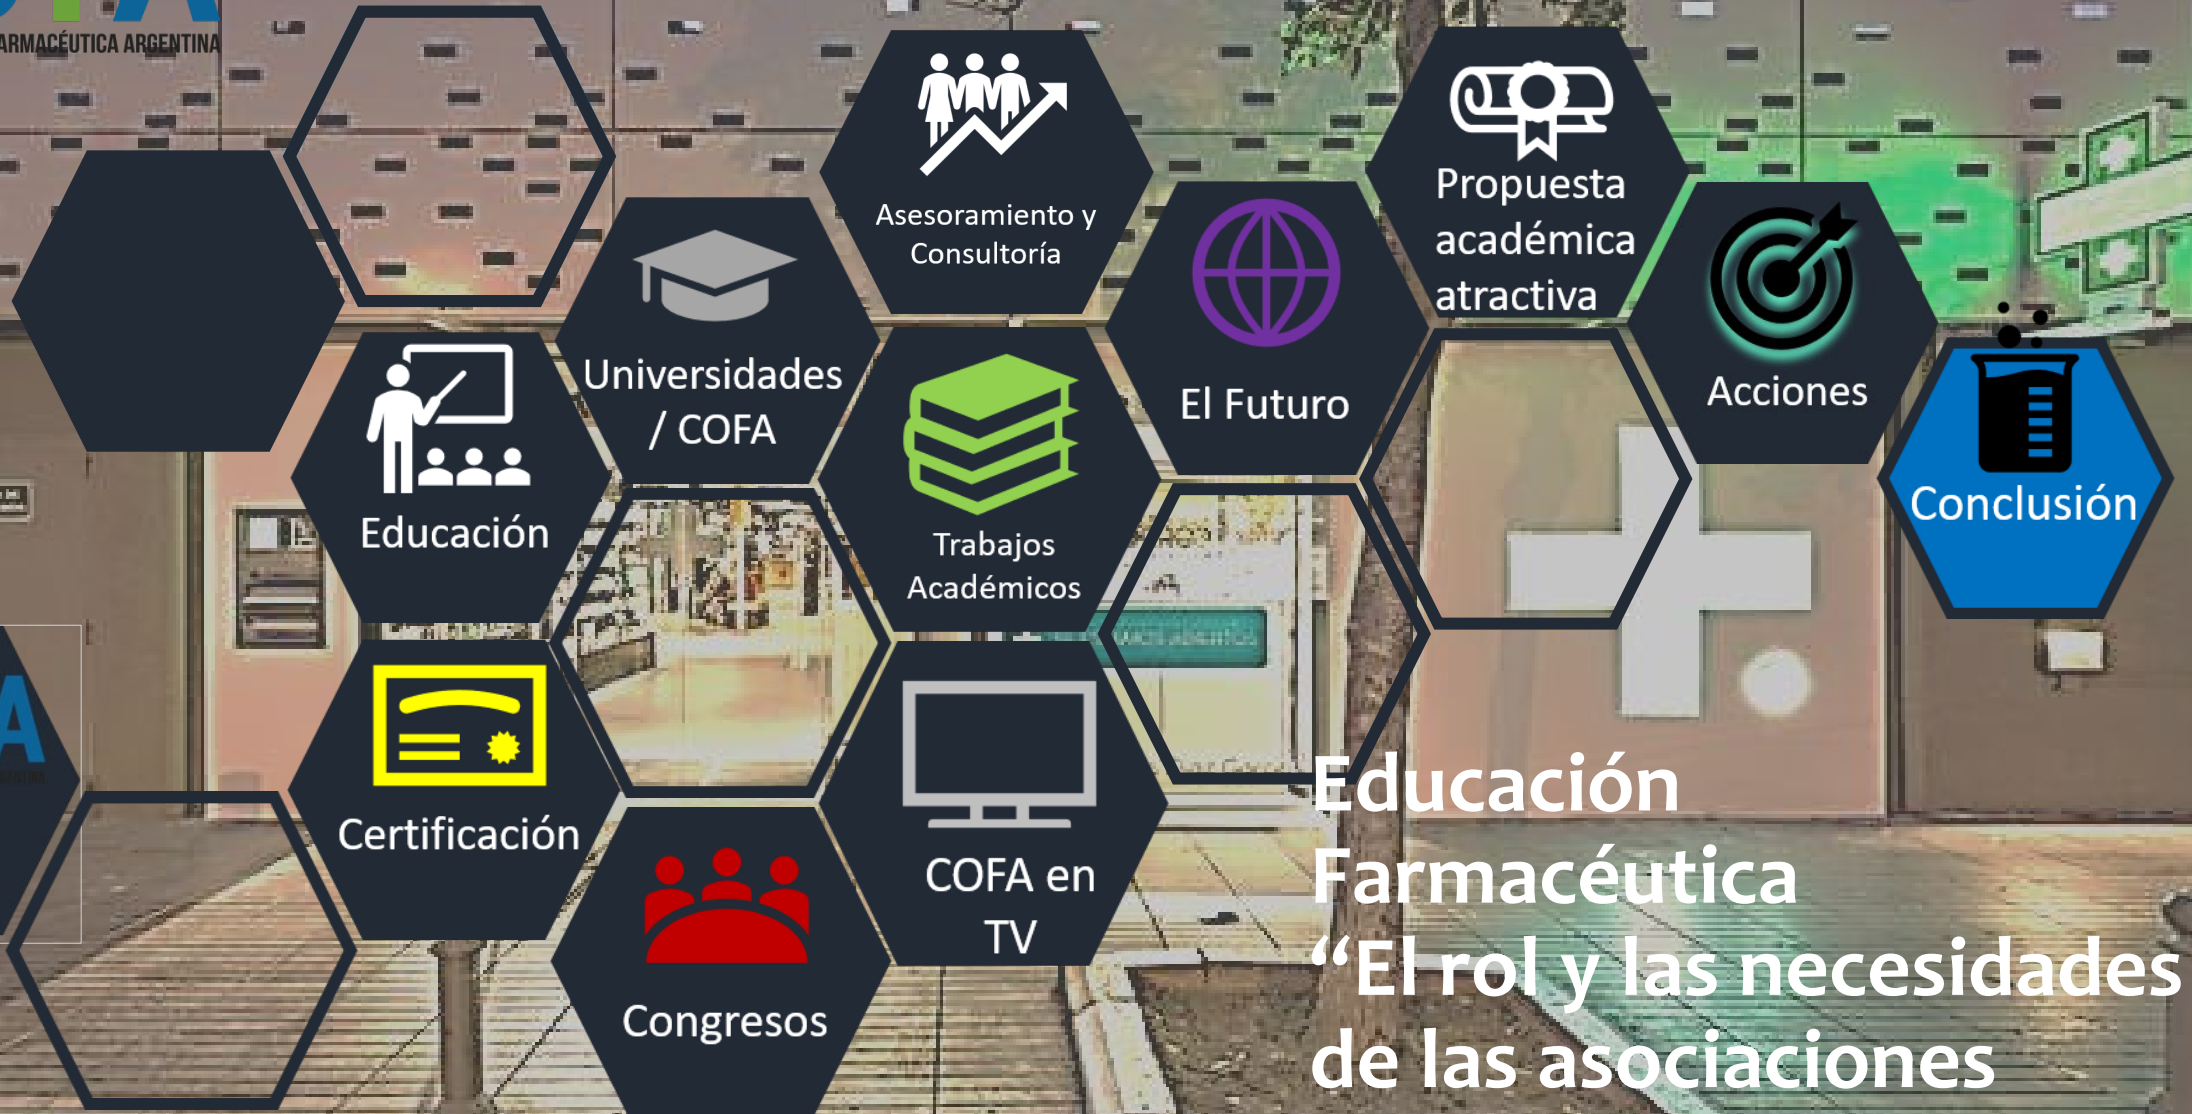 ARMACÉUTICA ARGENTINA
Asesoramiento y
Consultoría
Propuesta
académica
atractiva
Universidades
/ COFA
El Futuro
Acciones
Educación
Trabajos
Académicos
Conclusión
A
Certificación
COFA en
TV
Congresos
Educación
Farmacéutica
“El rol y las necesidades
de las asociaciones